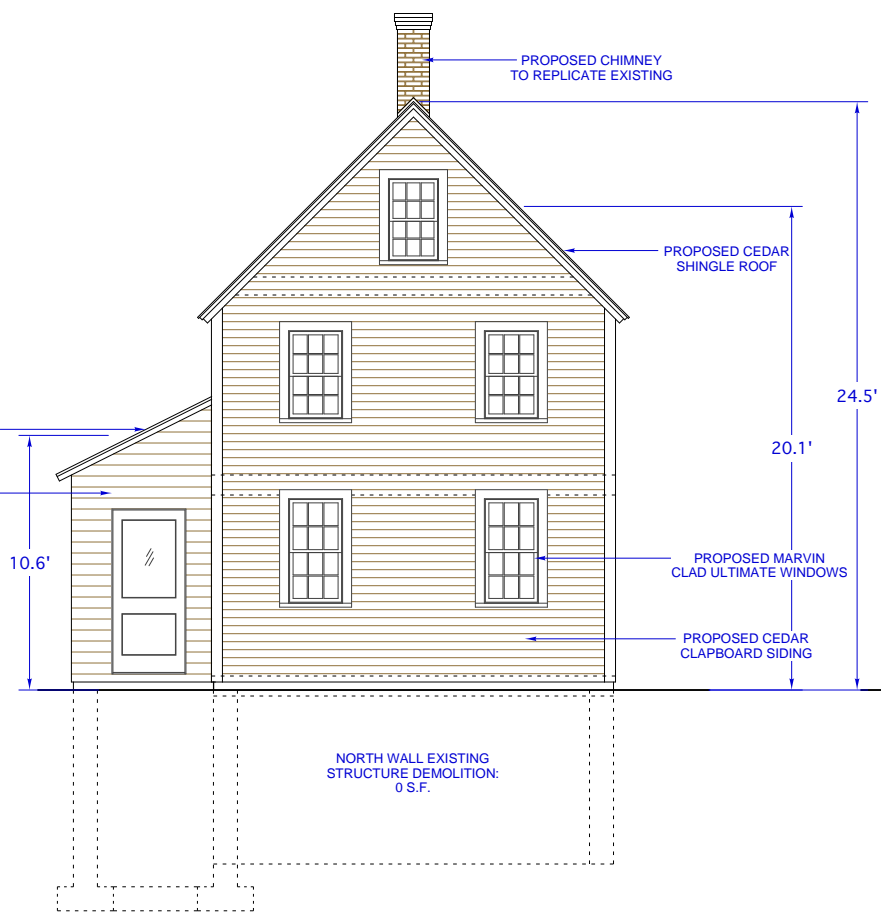 PROPOSED CHIMNEY
TO REPLICATE EXISTING
PROPOSED CEDAR
SHINGLE ROOF
24.5'
20.1'
10.6'
PROPOSED MARVIN
CLAD ULTIMATE WINDOWS
PROPOSED CEDAR
CLAPBOARD SIDING
NORTH WALL EXISTING
STRUCTURE DEMOLITION:
0 S.F.